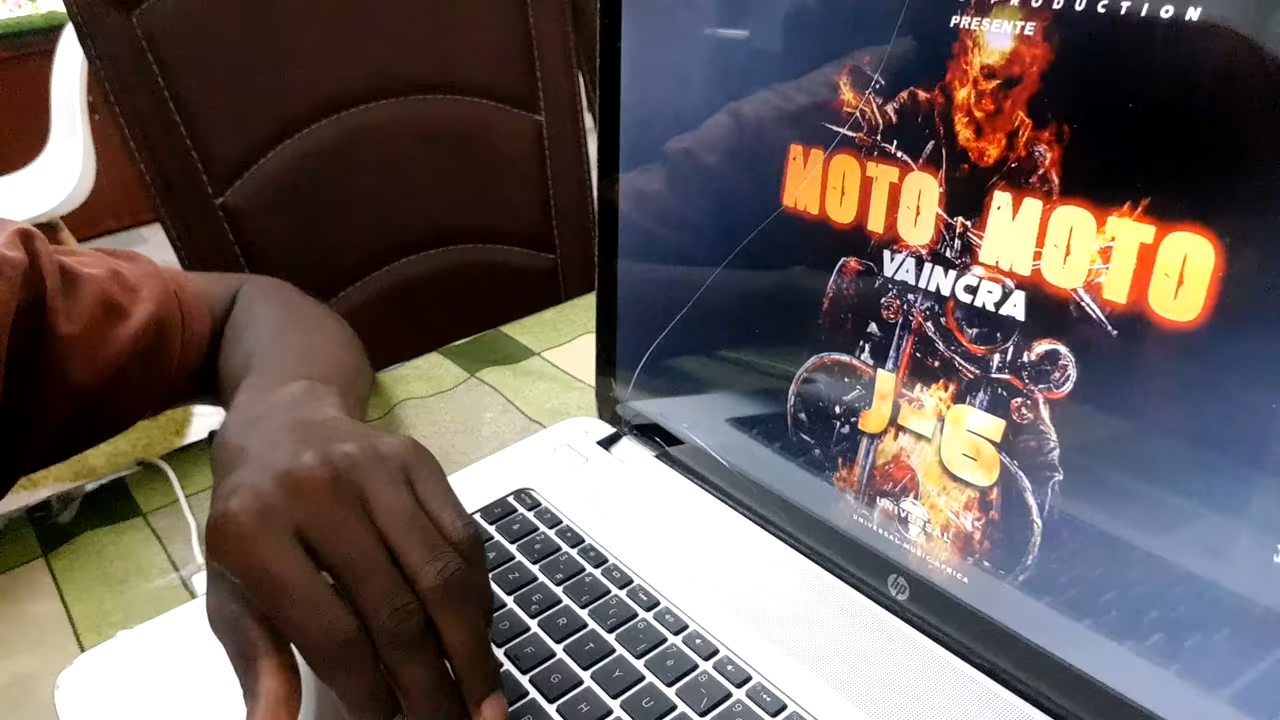 PRODUCTION
PRESENTE
MOTO MOTO
VAINCRA
J-6
UNIVERSAL
UNIVERSAL MUSIC AFRICA
hp
A
Z
E
R
T
Y
U
D
F
G
H